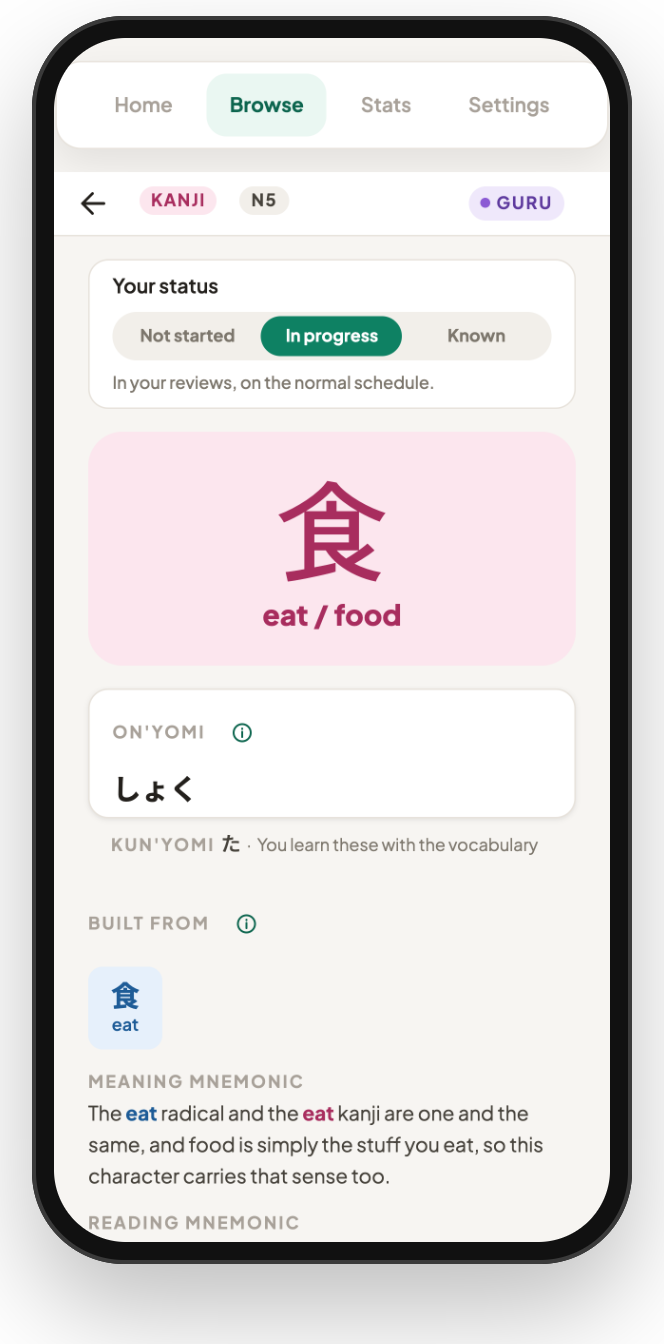 Home Browse Stats Settings
KANJI N5 GURU
Your status
Not started In progress Known
In your reviews, on the normal schedule.
食
eat / food
ON'YOMI
しょく
KUN'YOMI た · You learn these with the vocabulary
BUILT FROM
食
eat
MEANING MNEMONIC
The eat radical and the eat kanji are one and the
same, and food is simply the stuff you eat, so this
character carries that sense too.
READING MNEMONIC